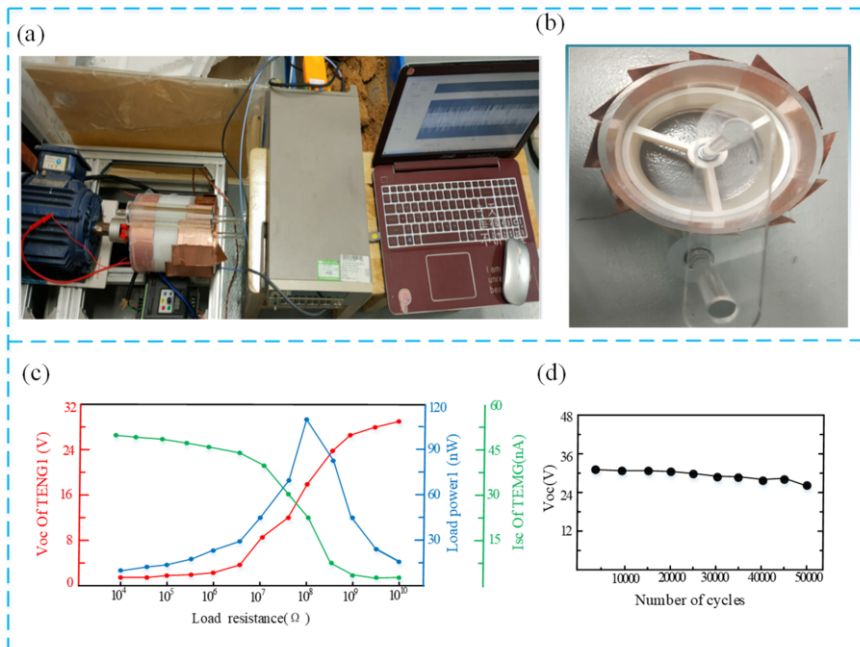 (a)
(b)
(c)
(d)
Voc Of TENG1 (V)
32
24
16
8
0
Load power1 (nW)
120
90
60
30
Isc Of TEMG(nA)
60
45
30
15
10⁴ 10⁵ 10⁶ 10⁷ 10⁸ 10⁹ 10¹⁰
Load resistance(Ω)
Voc(V)
48
36
24
12
10000 20000 30000 40000 50000
Number of cycles